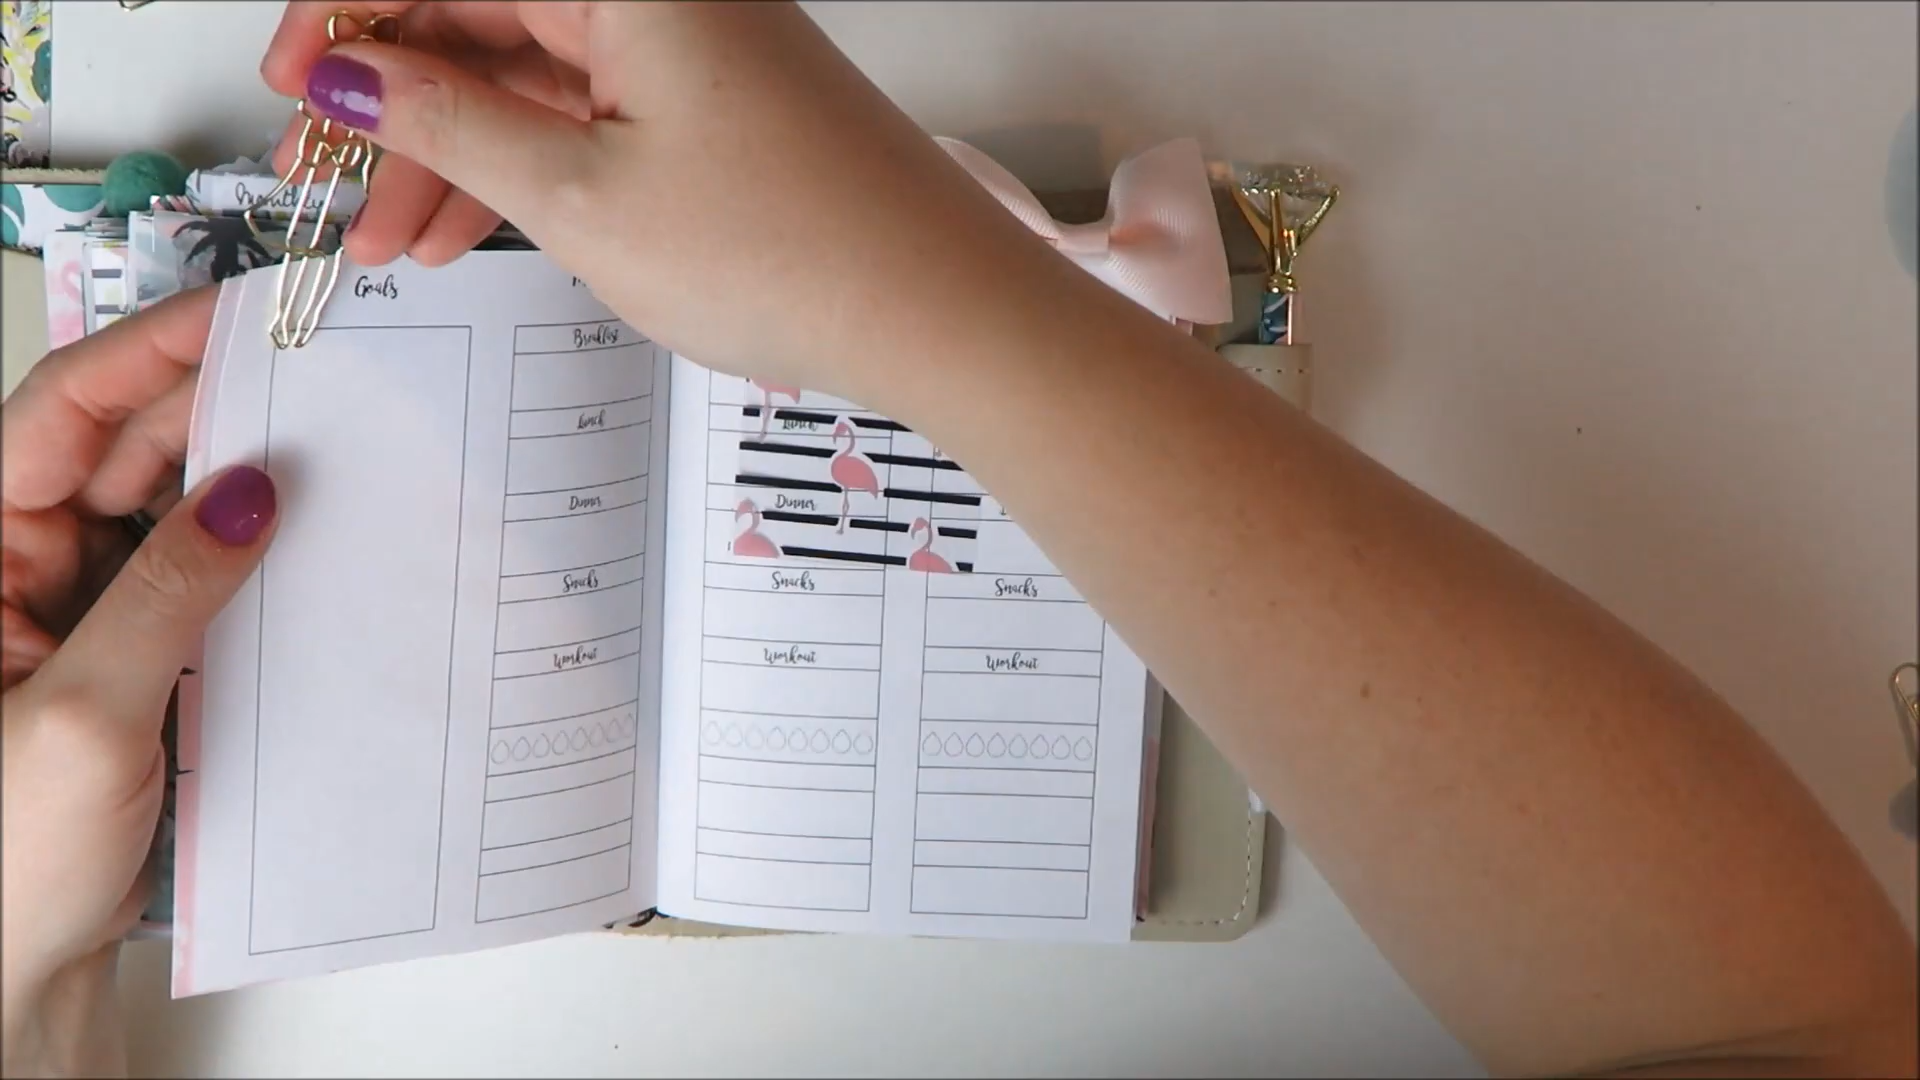 Monthly
Goals
Breakfast
Lunch
Dinner
Snacks
Workout
Lunch
Dinner
Snacks
Workout
Snacks
Workout